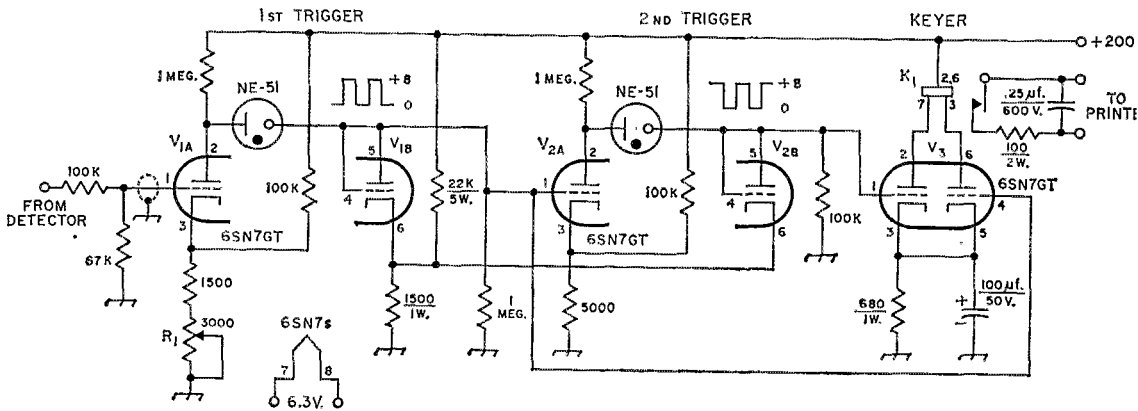 1ST TRIGGER
2ND TRIGGER
KEYER
+200
1 MEG.
NE-51
+8
0
1 MEG.
NE-51
+8
0
K1
2,6
7
3
.25µf.
600 V.
TO
PRINTE
100
2W.
V1A
2
V1B
5
V2A
2
V2B
5
2
V3
6
100K
FROM
DETECTOR
1
3
100K
4
6
22K
5W.
1
3
100K
4
6
100K
1
3
5
4
6SN7GT
6SN7GT
6SN7GT
67K
1500
R1
3000
6SN7s
7
8
6.3V.
1500
1W.
1
MEG.
5000
680
1W.
+
-
100µf.
50V.